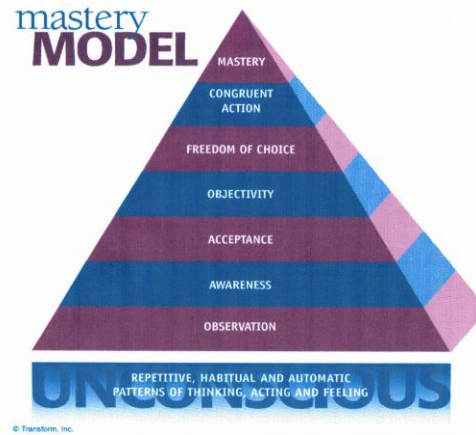 mastery
MODEL
MASTERY
CONGRUENT
ACTION
FREEDOM OF CHOICE
OBJECTIVITY
ACCEPTANCE
AWARENESS
OBSERVATION
UNCONSCIOUS
REPETITIVE, HABITUAL AND AUTOMATIC
PATTERNS OF THINKING, ACTING AND FEELING
© Transform, Inc.